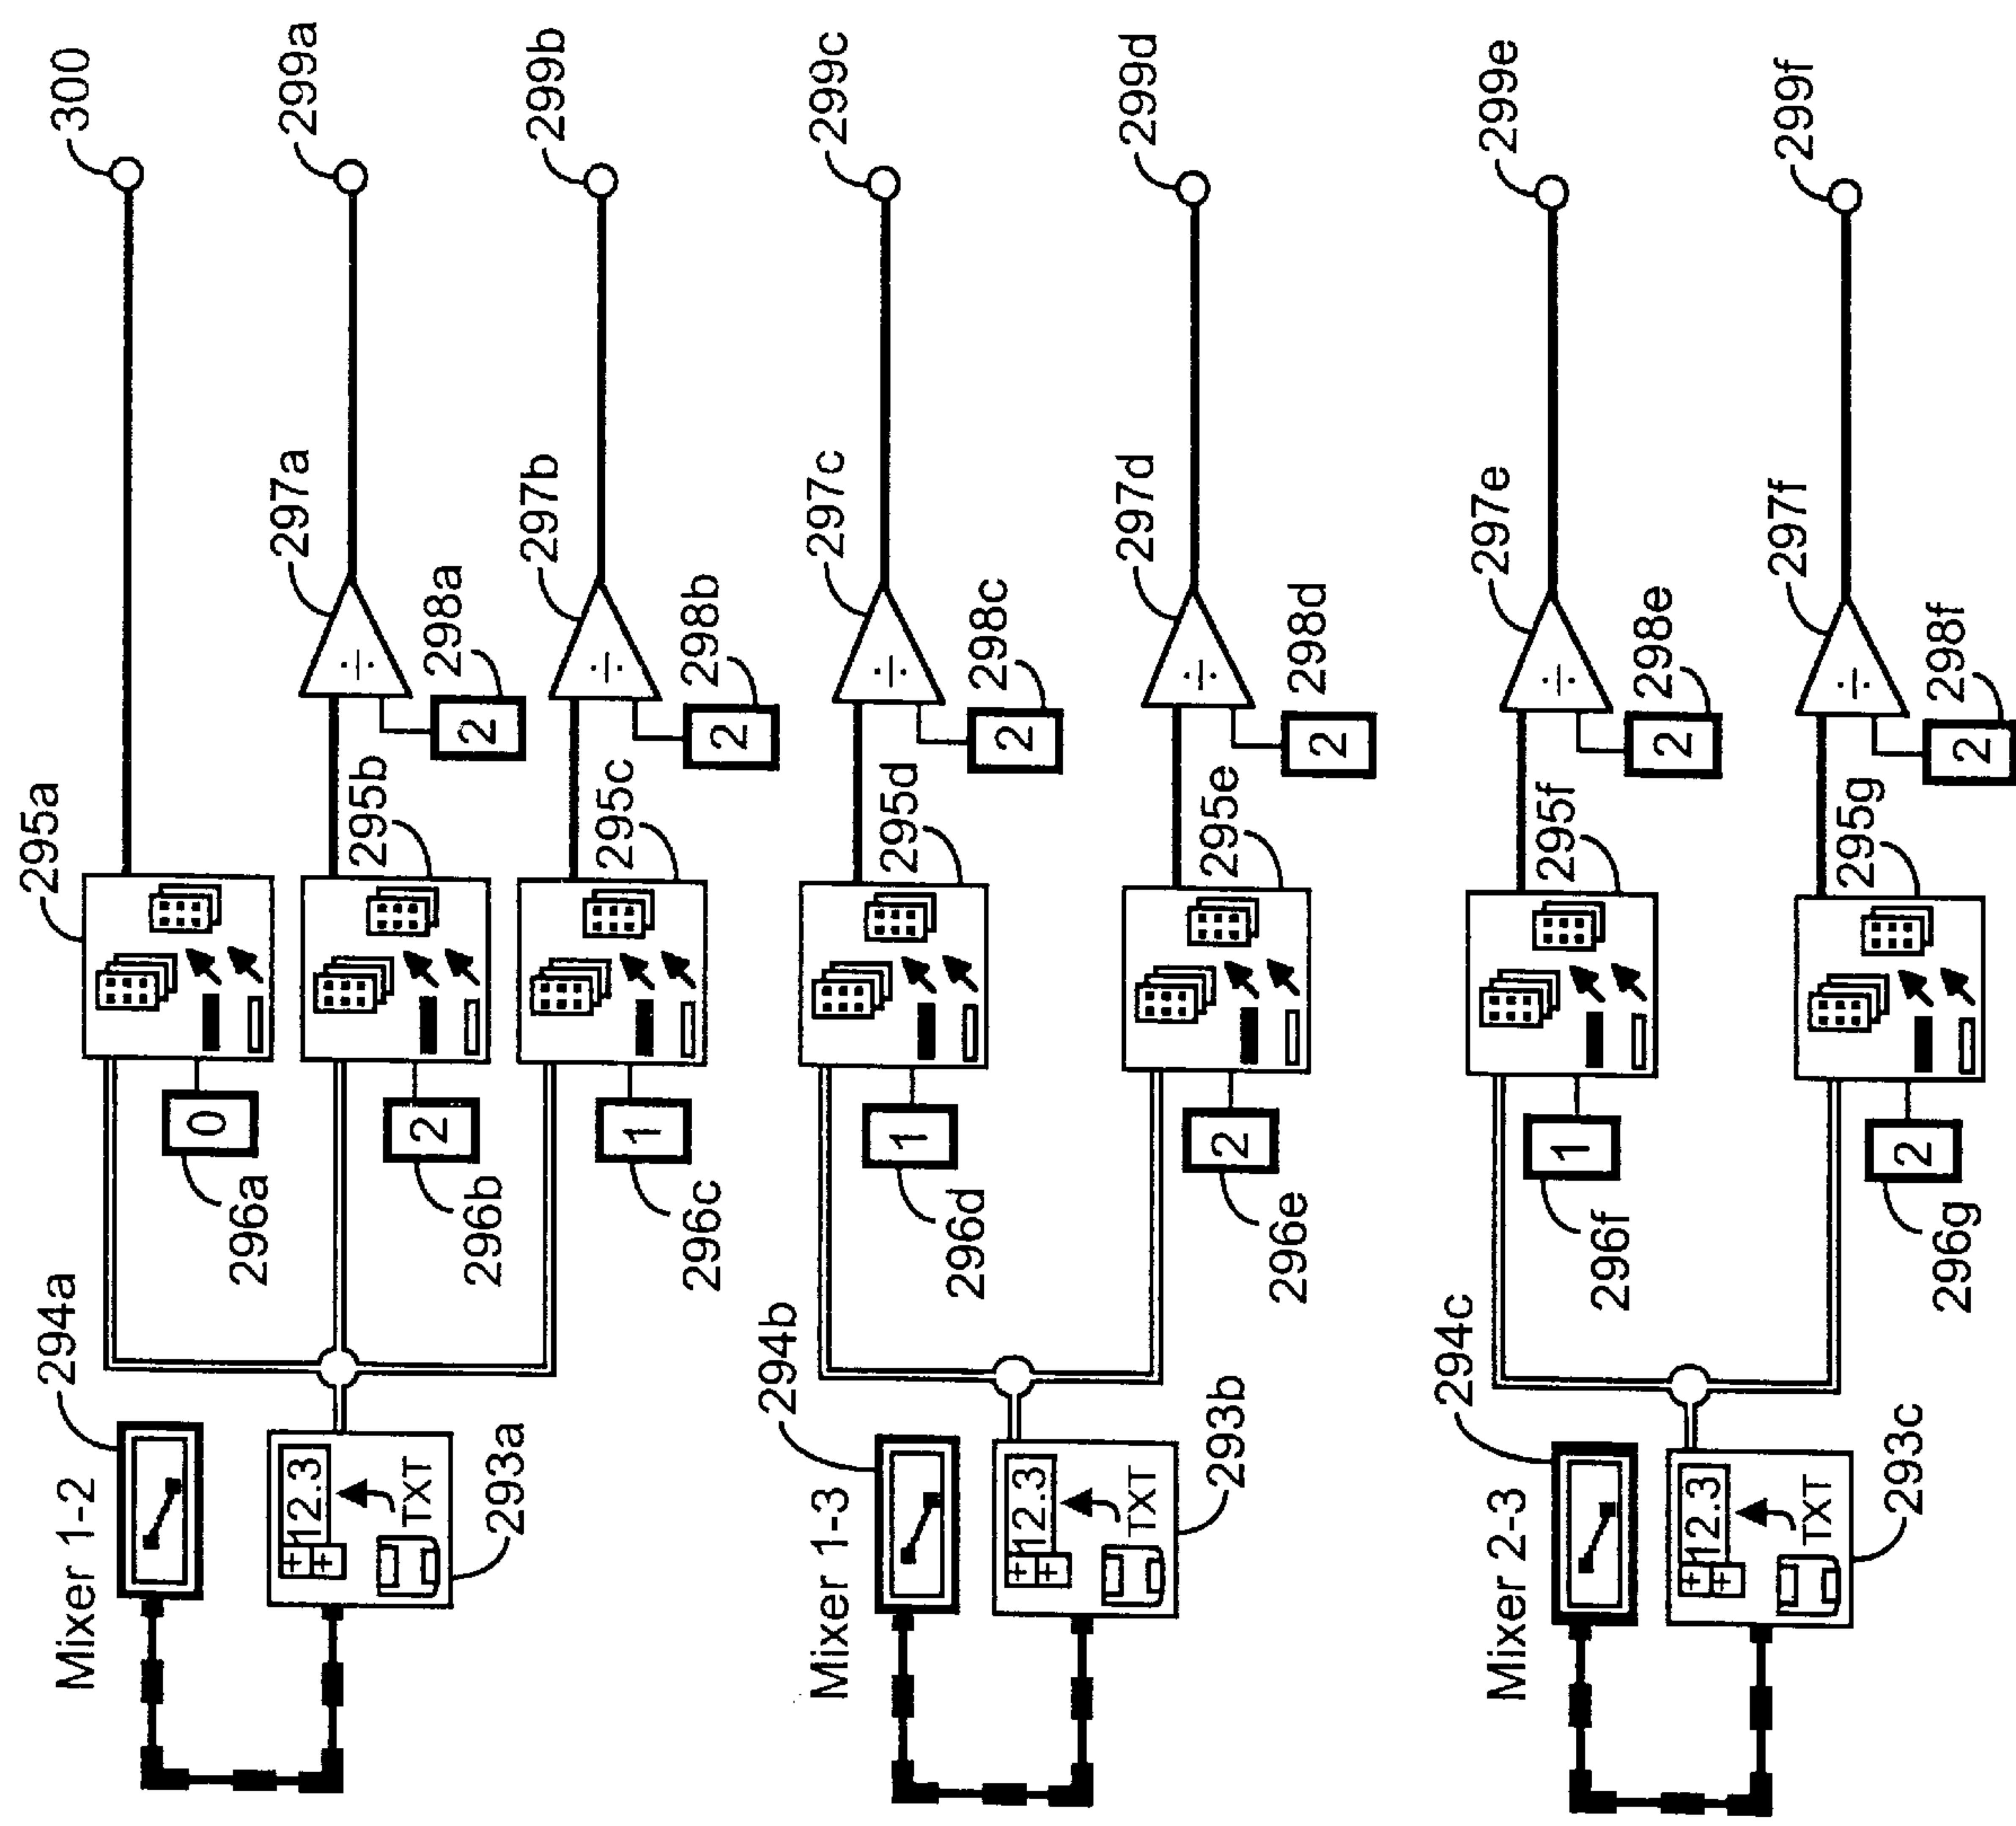 300
299a
299b
299c
299d
299e
299f
297a
297b
297c
297d
297e
297f
÷
÷
÷
÷
÷
÷
298a
298b
298c
298d
298e
298f
2
2
2
2
2
2
295a
295b
295c
295d
295e
295f
295g
0
2
1
1
2
1
2
296a
296b
296c
296d
296e
296f
296g
294a
294b
294c
Mixer 1-2
Mixer 1-3
Mixer 2-3
12.3
TXT
293a
12.3
TXT
293b
12.3
TXT
293c